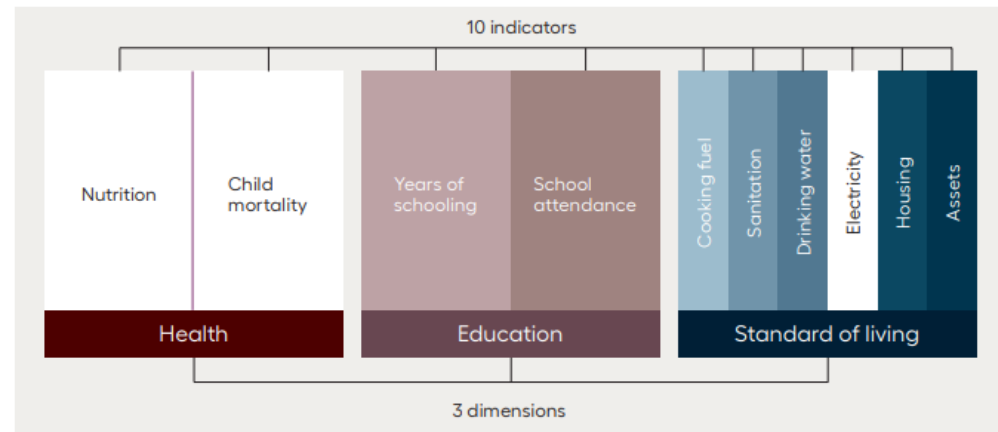 10 indicators
Nutrition
Child
mortality
Years of
schooling
School
attendance
Cooking fuel
Sanitation
Drinking water
Electricity
Housing
Assets
Health
Education
Standard of living
3 dimensions